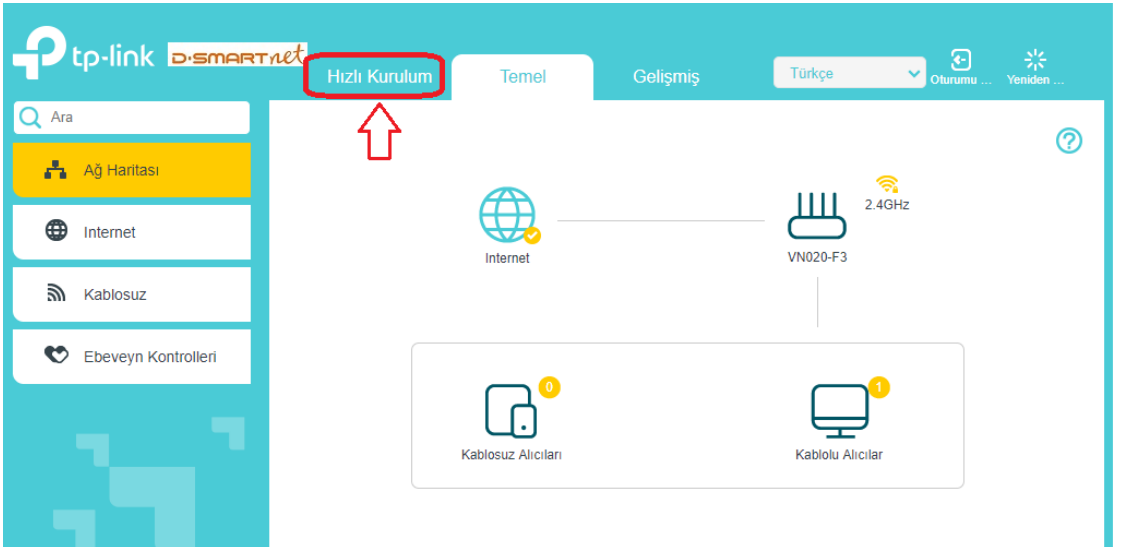 tp-link D-SMARTnet
Hızlı Kurulum
Temel
Gelişmiş
Türkçe
Oturumu ...
Yeniden ...
Ara
Ağ Haritası
Internet
Kablosuz
Ebeveyn Kontrolleri
2.4GHz
Internet
VN020-F3
0
1
Kablosuz Alıcıları
Kablolu Alıcılar